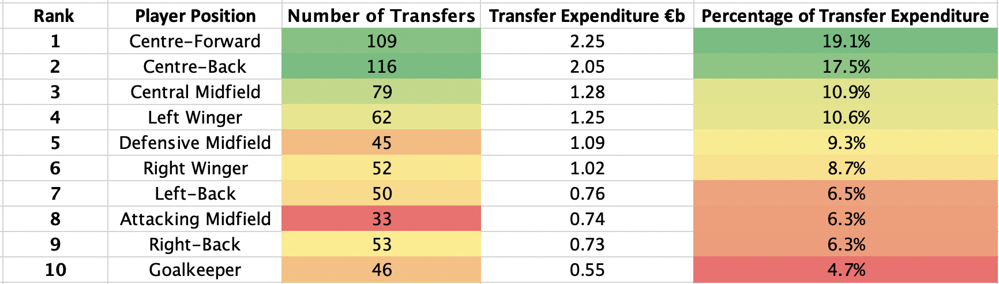 Rank Player Position Number of Transfers Transfer Expenditure €b Percentage of Transfer Expenditure
1 Centre-Forward 109 2.25 19.1%
2 Centre-Back 116 2.05 17.5%
3 Central Midfield 79 1.28 10.9%
4 Left Winger 62 1.25 10.6%
5 Defensive Midfield 45 1.09 9.3%
6 Right Winger 52 1.02 8.7%
7 Left-Back 50 0.76 6.5%
8 Attacking Midfield 33 0.74 6.3%
9 Right-Back 53 0.73 6.3%
10 Goalkeeper 46 0.55 4.7%